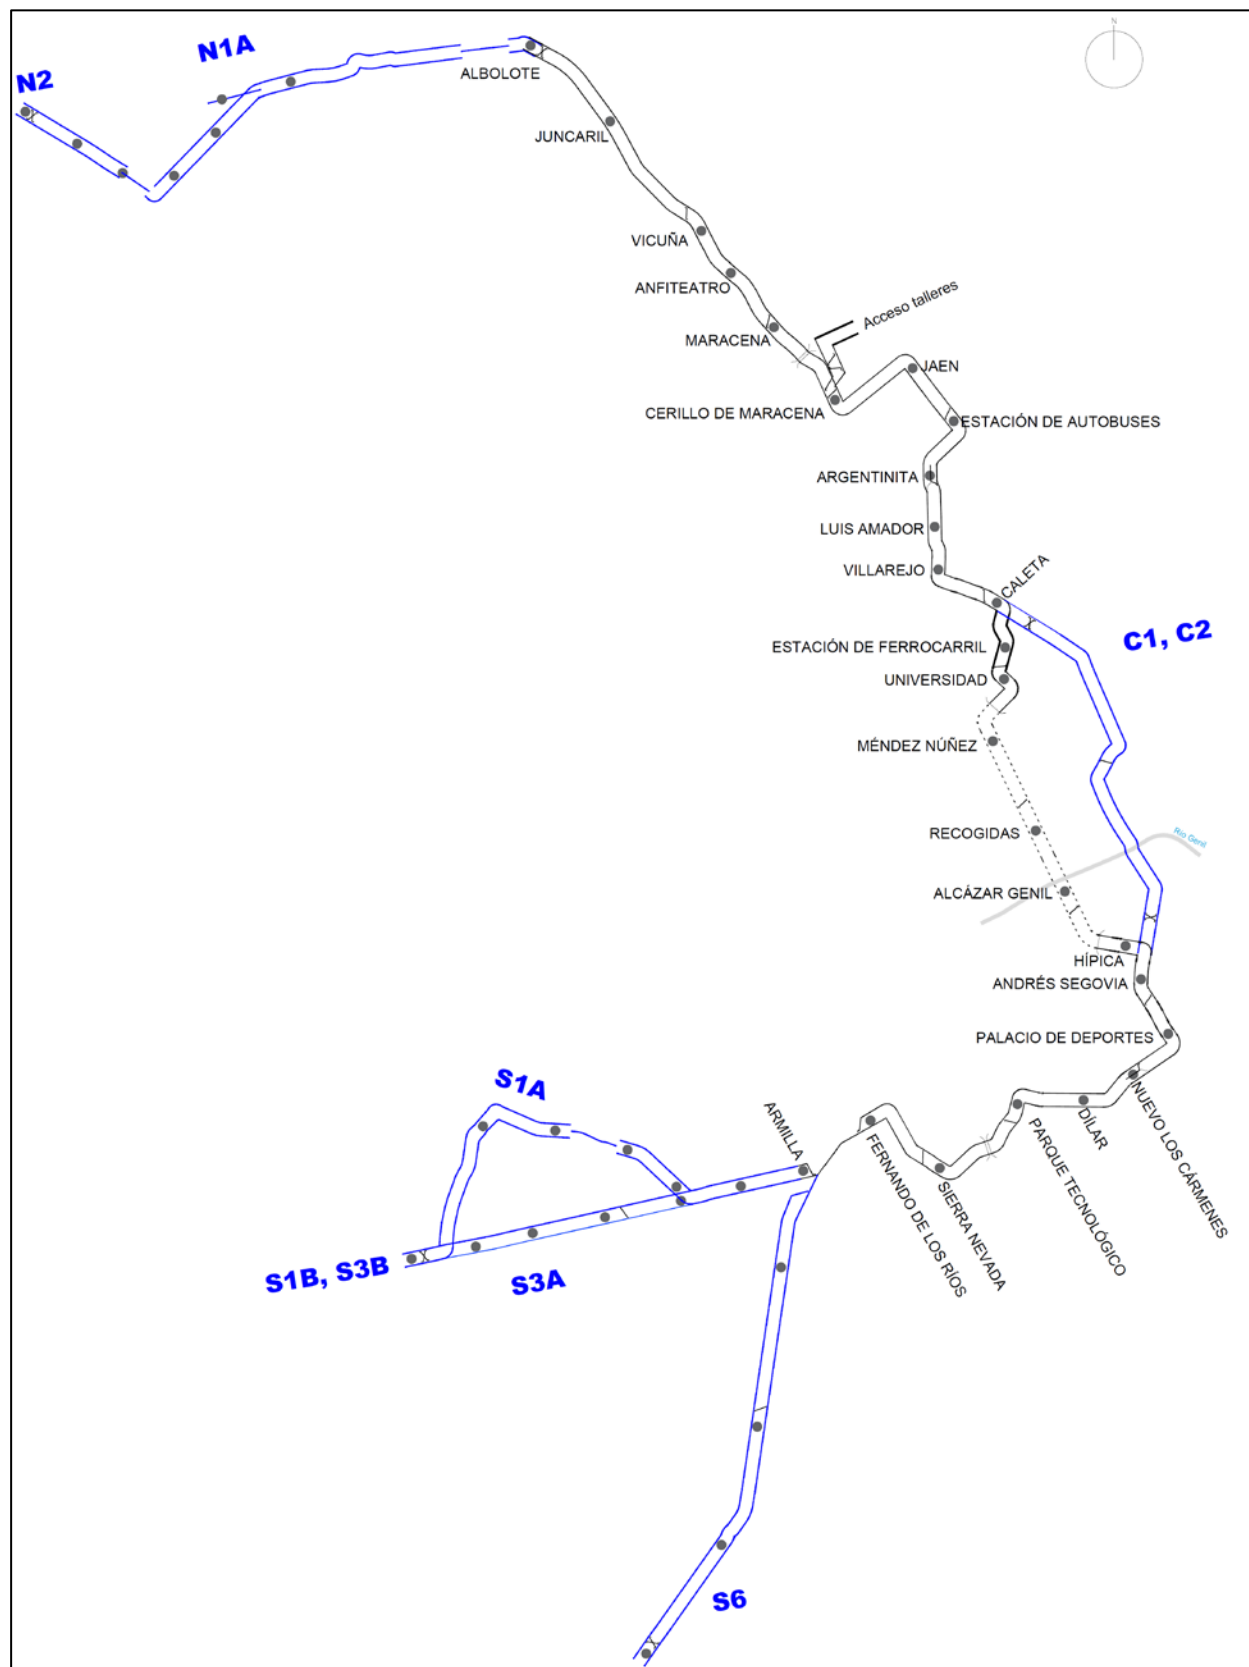 N
N1A
N2
ALBOLOTE
JUNCARIL
VICUÑA
ANFITEATRO
MARACENA
Acceso talleres
JAEN
CERILLO DE MARACENA
ESTACIÓN DE AUTOBUSES
ARGENTINITA
LUIS AMADOR
VILLAREJO
CALETA
C1, C2
ESTACIÓN DE FERROCARRIL
UNIVERSIDAD
MÉNDEZ NÚÑEZ
RECOGIDAS
Río Genil
ALCÁZAR GENIL
HÍPICA
ANDRÉS SEGOVIA
PALACIO DE DEPORTES
NUEVO LOS CÁRMENES
DÍLAR
PARQUE TECNOLÓGICO
SIERRA NEVADA
FERNANDO DE LOS RÍOS
ARMILLA
S1A
S1B, S3B
S3A
S6